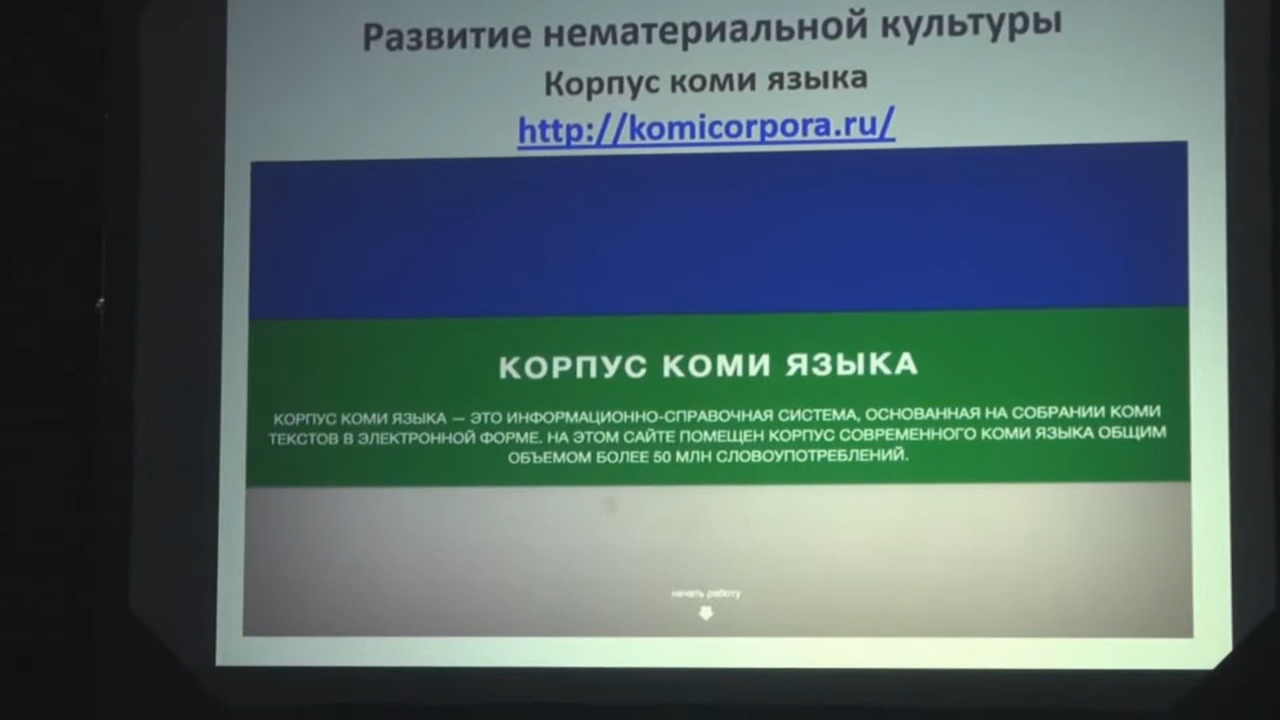 Развитие нематериальной культуры
Корпус коми языка
http://komicorpora.ru/
КОРПУС КОМИ ЯЗЫКА
КОРПУС КОМИ ЯЗЫКА — ЭТО ИНФОРМАЦИОННО-СПРАВОЧНАЯ СИСТЕМА, ОСНОВАННАЯ НА СОБРАНИИ КОМИ
ТЕКСТОВ В ЭЛЕКТРОННОЙ ФОРМЕ. НА ЭТОМ САЙТЕ ПОМЕЩЕН КОРПУС СОВРЕМЕННОГО КОМИ ЯЗЫКА ОБЩИМ
ОБЪЕМОМ БОЛЕЕ 50 МЛН СЛОВОУПОТРЕБЛЕНИЙ.
начать работу